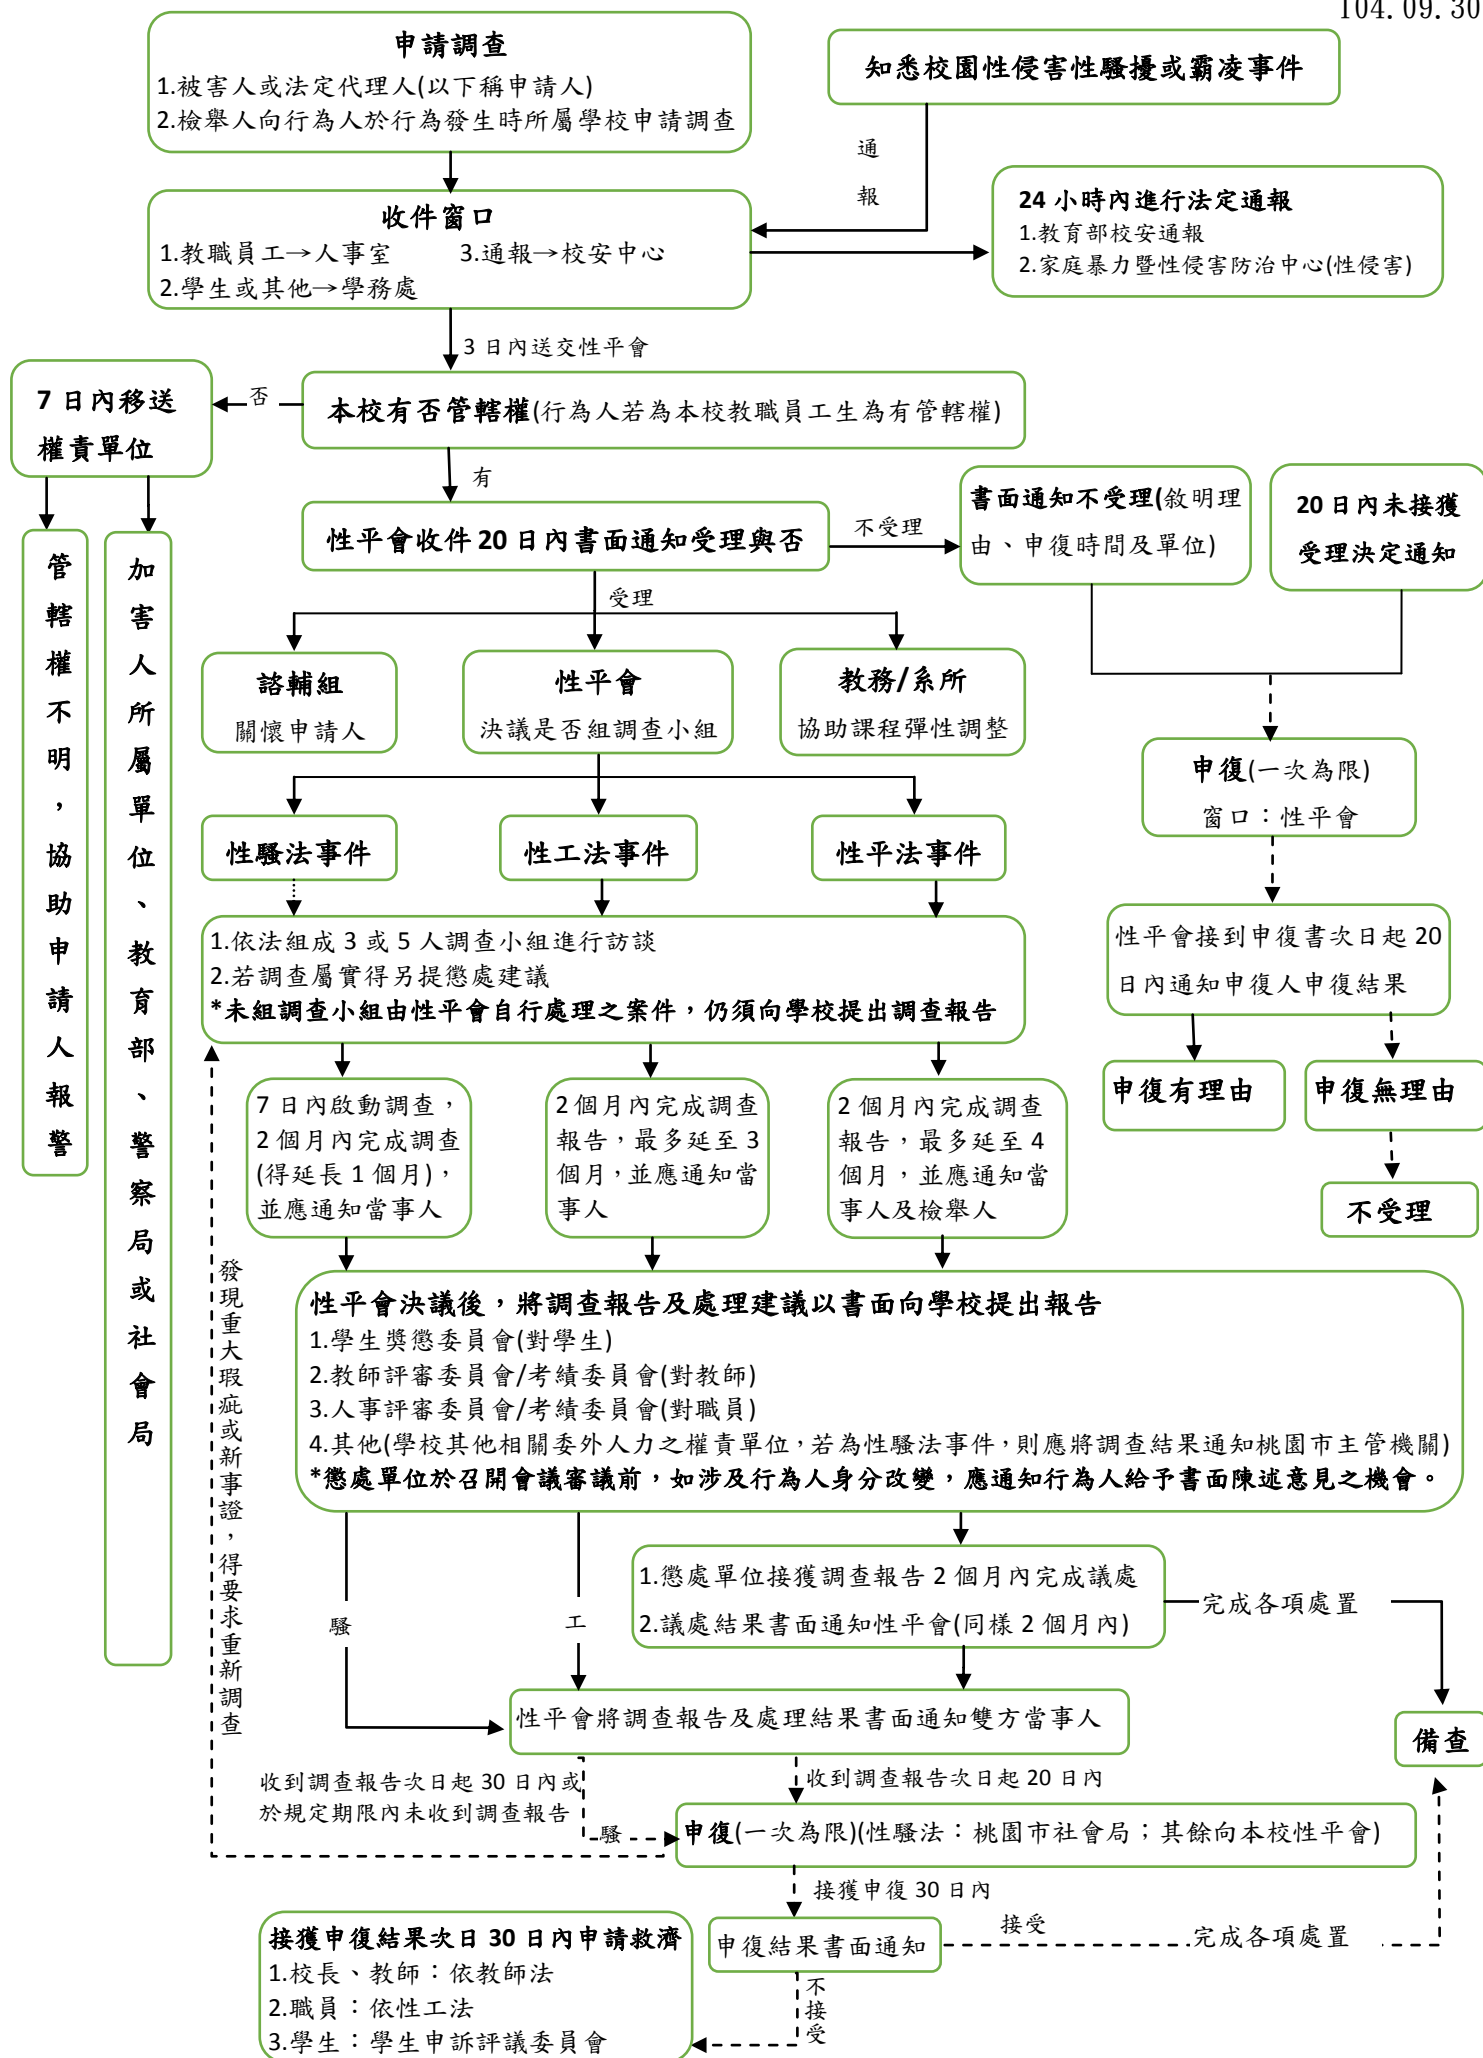 104.09.30
申請調查
1.被害人或法定代理人(以下稱申請人)
2.檢舉人向行為人於行為發生時所屬學校申請調查
知悉校園性侵害性騷擾或霸凌事件
通
報
收件窗口
1.教職員工→人事室 3.通報→校安中心
2.學生或其他→學務處
24 小時內進行法定通報
1.教育部校安通報
2.家庭暴力暨性侵害防治中心(性侵害)
3 日內送交性平會
7 日內移送
權責單位
否
本校有否管轄權(行為人若為本校教職員工生為有管轄權)
有
管轄權不明，協助申請人報警
加害人所屬單位、教育部、警察局或社會局
性平會收件 20 日內書面通知受理與否
不受理
書面通知不受理(敘明理
由、申復時間及單位)
20 日內未接獲
受理決定通知
受理
諮輔組
關懷申請人
性平會
決議是否組調查小組
教務/系所
協助課程彈性調整
申復(一次為限)
窗口：性平會
性騷法事件
性工法事件
性平法事件
1.依法組成 3 或 5 人調查小組進行訪談
2.若調查屬實得另提懲處建議
*未組調查小組由性平會自行處理之案件，仍須向學校提出調查報告
性平會接到申復書次日起 20
日內通知申復人申復結果
申復有理由
申復無理由
不受理
7 日內啟動調查，
2 個月內完成調查
(得延長 1 個月)，
並應通知當事人
2 個月內完成調查
報告，最多延至 3
個月，並應通知當
事人
2 個月內完成調查
報告，最多延至 4
個月，並應通知當
事人及檢舉人
發現重大瑕疵或新事證，得要求重新調查
性平會決議後，將調查報告及處理建議以書面向學校提出報告
1.學生獎懲委員會(對學生)
2.教師評審委員會/考績委員會(對教師)
3.人事評審委員會/考績委員會(對職員)
4.其他(學校其他相關委外人力之權責單位，若為性騷法事件，則應將調查結果通知桃園市主管機關)
*懲處單位於召開會議審議前，如涉及行為人身分改變，應通知行為人給予書面陳述意見之機會。
騷
工
1.懲處單位接獲調查報告 2 個月內完成議處
2.議處結果書面通知性平會(同樣 2 個月內)
完成各項處置
性平會將調查報告及處理結果書面通知雙方當事人
備查
收到調查報告次日起 30 日內或
於規定期限內未收到調查報告
收到調查報告次日起 20 日內
騷
申復(一次為限)(性騷法：桃園市社會局；其餘向本校性平會)
接獲申復 30 日內
申復結果書面通知
接受
完成各項處置
不接受
接獲申復結果次日 30 日內申請救濟
1.校長、教師：依教師法
2.職員：依性工法
3.學生：學生申訴評議委員會